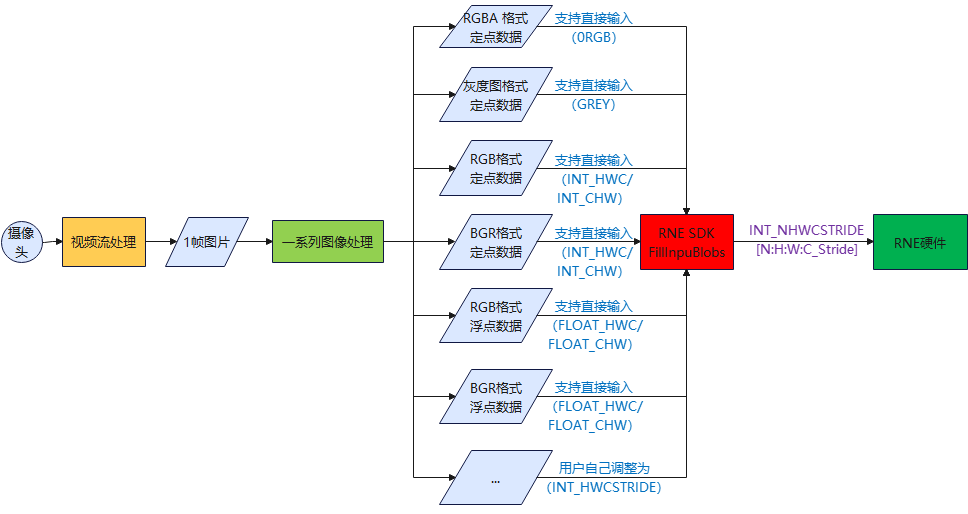 摄像
头
视频流处理
1帧图片
一系列图像处理
RGBA 格式
定点数据
支持直接输入
（0RGB）
灰度图格式
定点数据
支持直接输入
（GREY）
RGB格式
定点数据
支持直接输入
（INT_HWC/
INT_CHW）
BGR格式
定点数据
支持直接输入
（INT_HWC/
INT_CHW）
RGB格式
浮点数据
支持直接输入
（FLOAT_HWC/
FLOAT_CHW）
BGR格式
浮点数据
支持直接输入
（FLOAT_HWC/
FLOAT_CHW）
...
用户自己调整为
（INT_HWCSTRIDE）
RNE SDK
FillInpuBlobs
INT_NHWCSTRIDE
[N:H:W:C_Stride]
RNE硬件